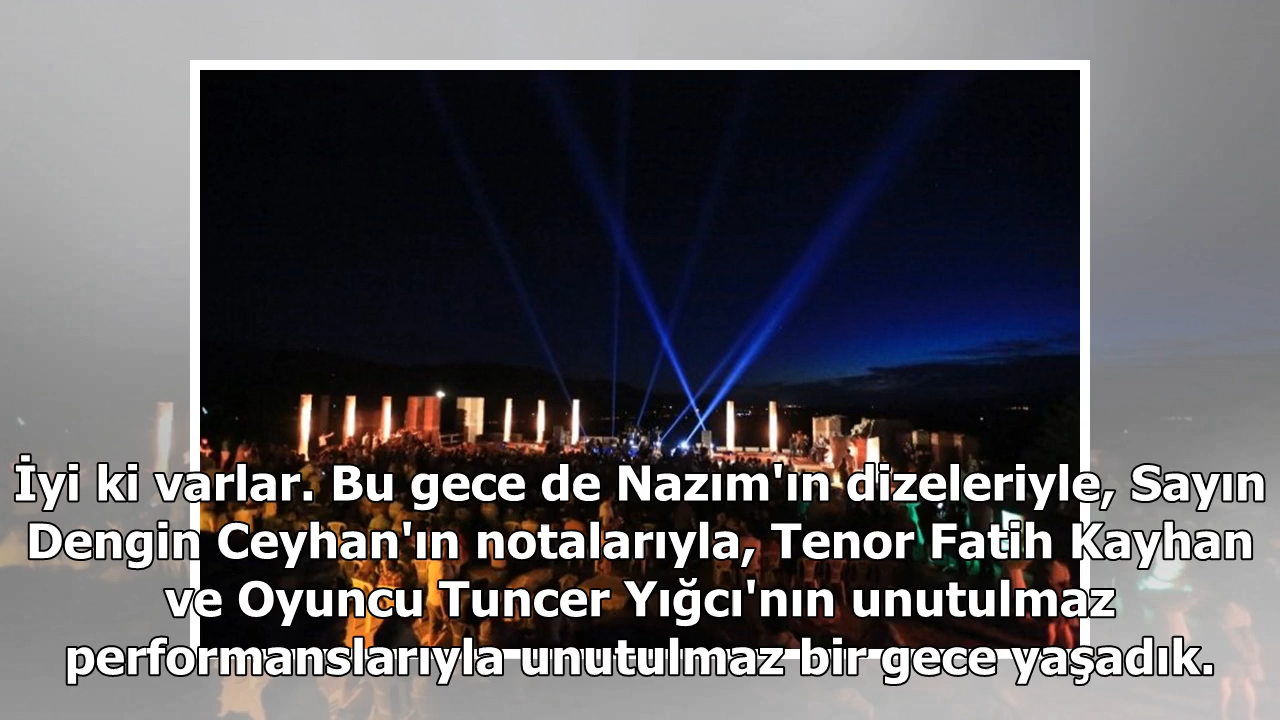 İyi ki varlar. Bu gece de Nazım'ın dizeleriyle, Sayın
Dengin Ceyhan'ın notalarıyla, Tenor Fatih Kayhan
ve Oyuncu Tuncer Yığcı'nın unutulmaz
performanslarıyla unutulmaz bir gece yaşadık.